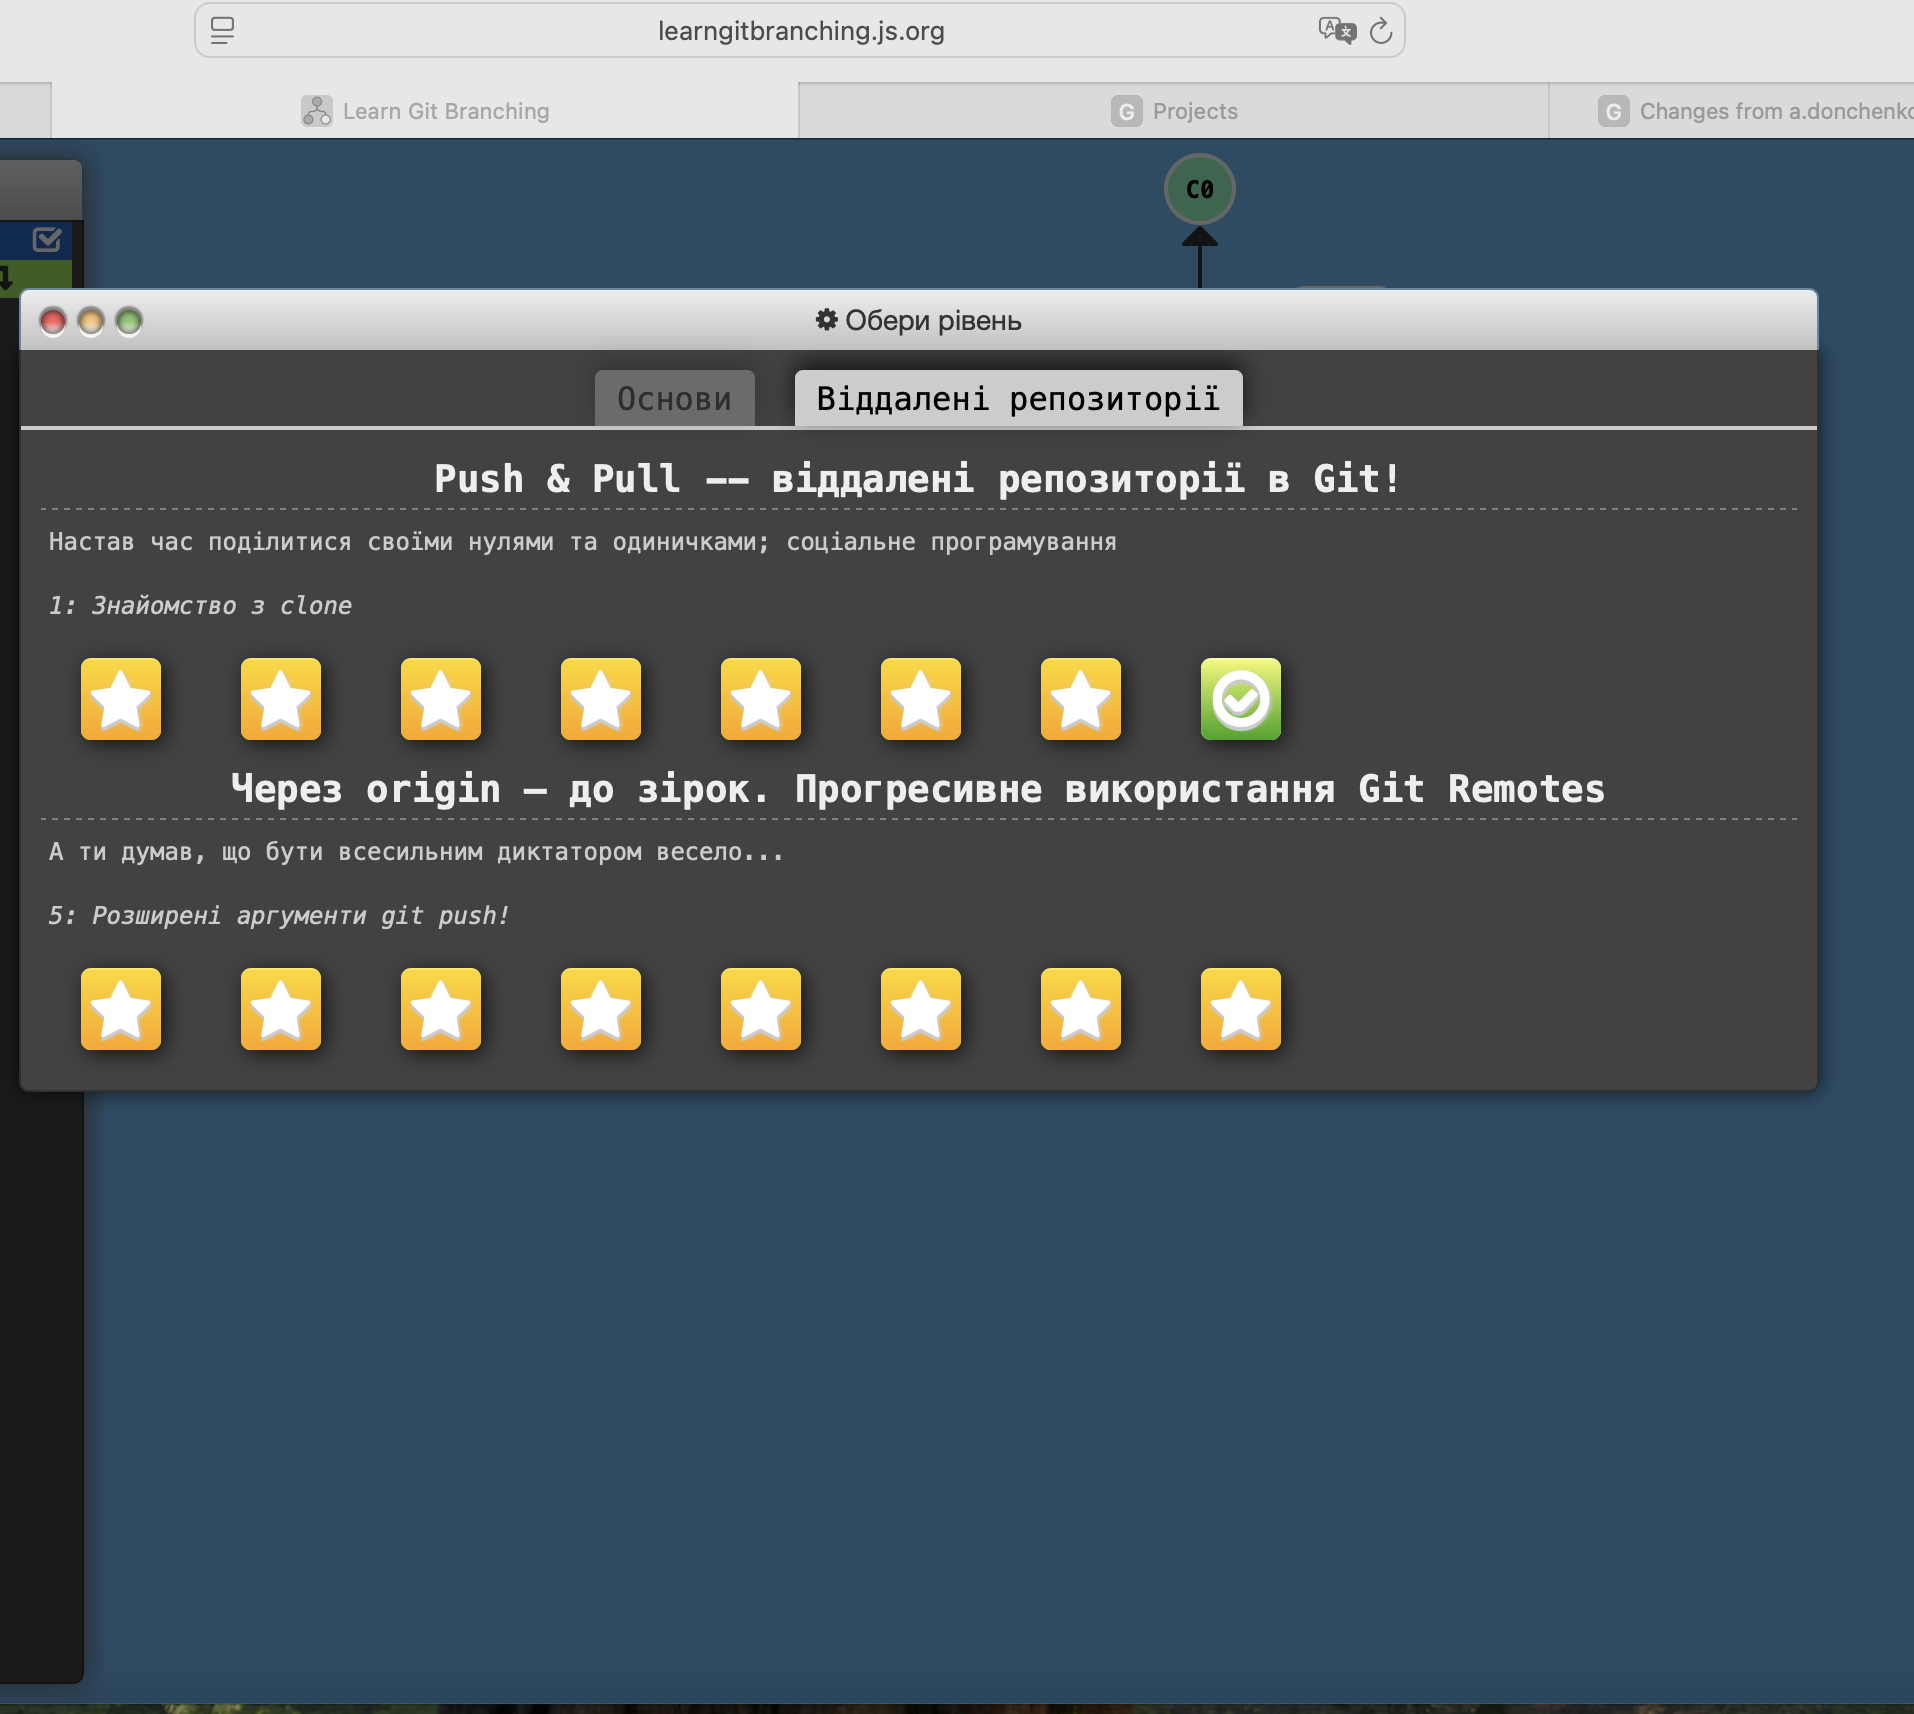 learngitbranching.js.org
Learn Git Branching
G Projects
G Changes from a.donchenko
C0
Обери рівень
Основи
Віддалені репозиторії
Push & Pull -- віддалені репозиторії в Git!
Настав час поділитися своїми нулями та одиничками; соціальне програмування
1: Знайомство з clone
Через origin – до зірок. Прогресивне використання Git Remotes
А ти думав, що бути всесильним диктатором весело...
5: Розширені аргументи git push!